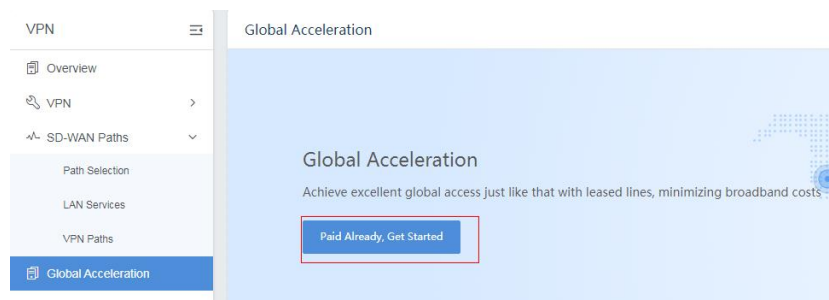 VPN
Overview
VPN
SD-WAN Paths
Path Selection
LAN Services
VPN Paths
Global Acceleration
Global Acceleration
Global Acceleration
Achieve excellent global access just like that with leased lines, minimizing broadband costs
Paid Already, Get Started